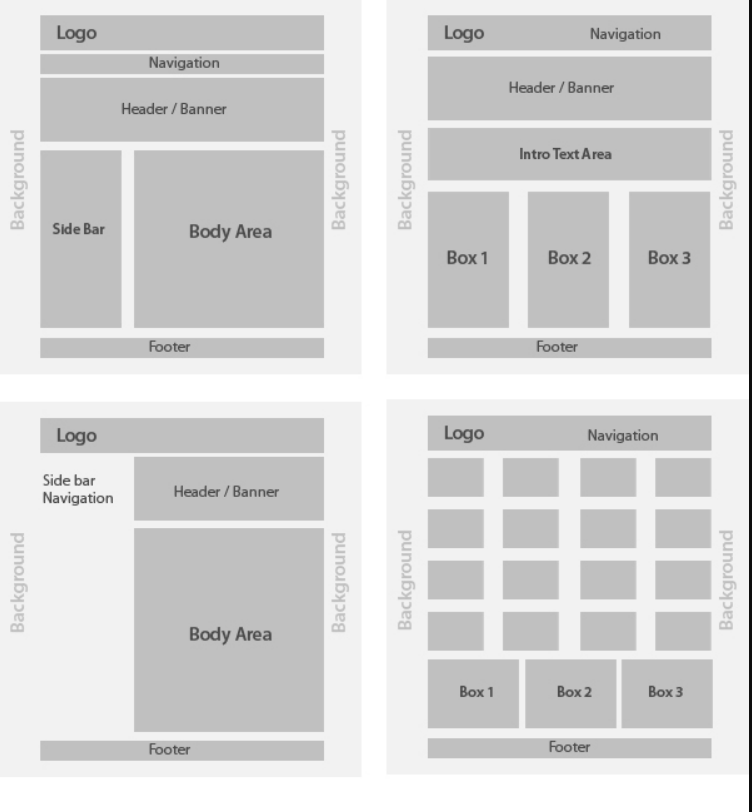 Logo
Navigation
Header / Banner
Background
Side Bar
Body Area
Background
Footer
Logo
Navigation
Header / Banner
Intro Text Area
Background
Box 1
Box 2
Box 3
Background
Footer
Logo
Side bar
Navigation
Header / Banner
Background
Body Area
Background
Footer
Logo
Navigation
Background
Background
Box 1
Box 2
Box 3
Footer